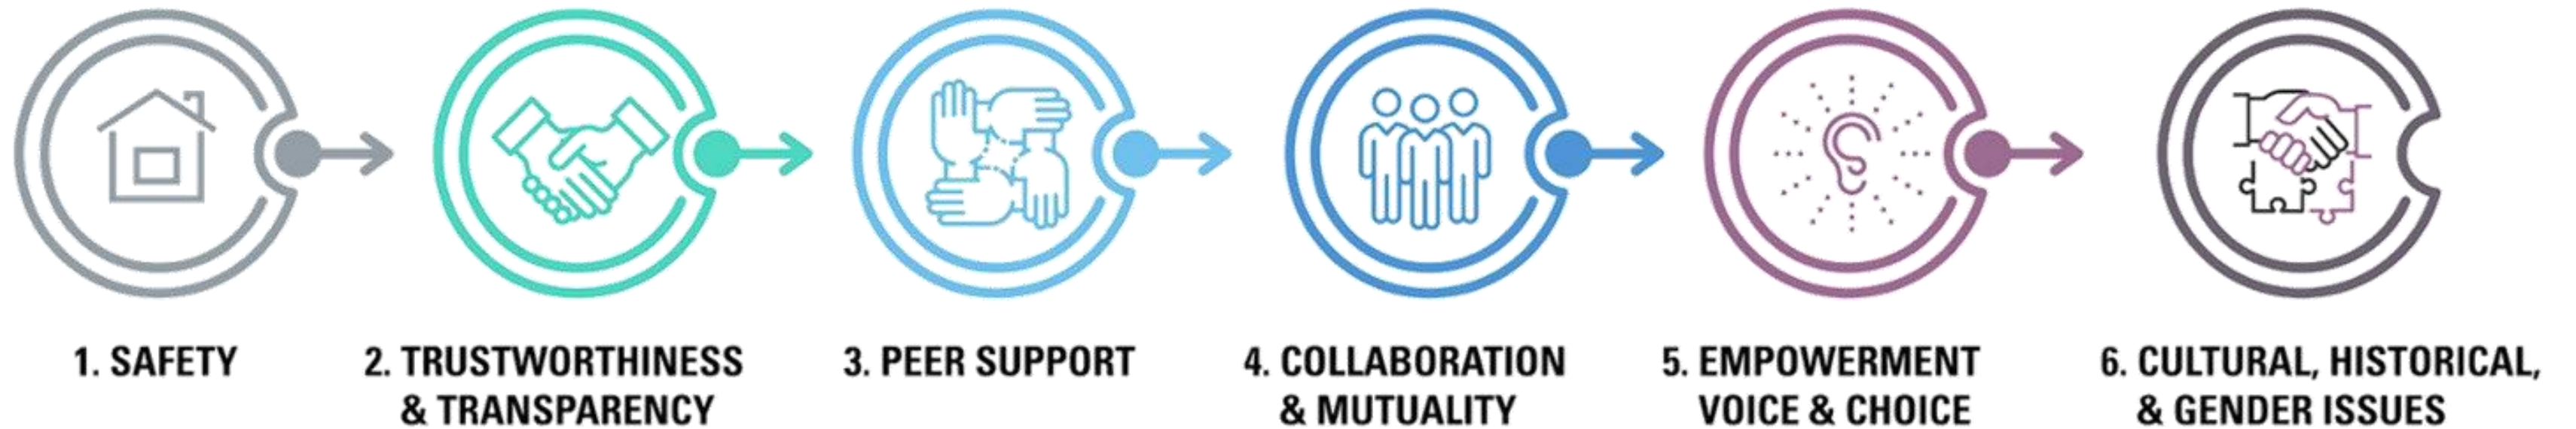 1. SAFETY
2. TRUSTWORTHINESS
& TRANSPARENCY
3. PEER SUPPORT
4. COLLABORATION
& MUTUALITY
5. EMPOWERMENT
VOICE & CHOICE
6. CULTURAL, HISTORICAL,
& GENDER ISSUES